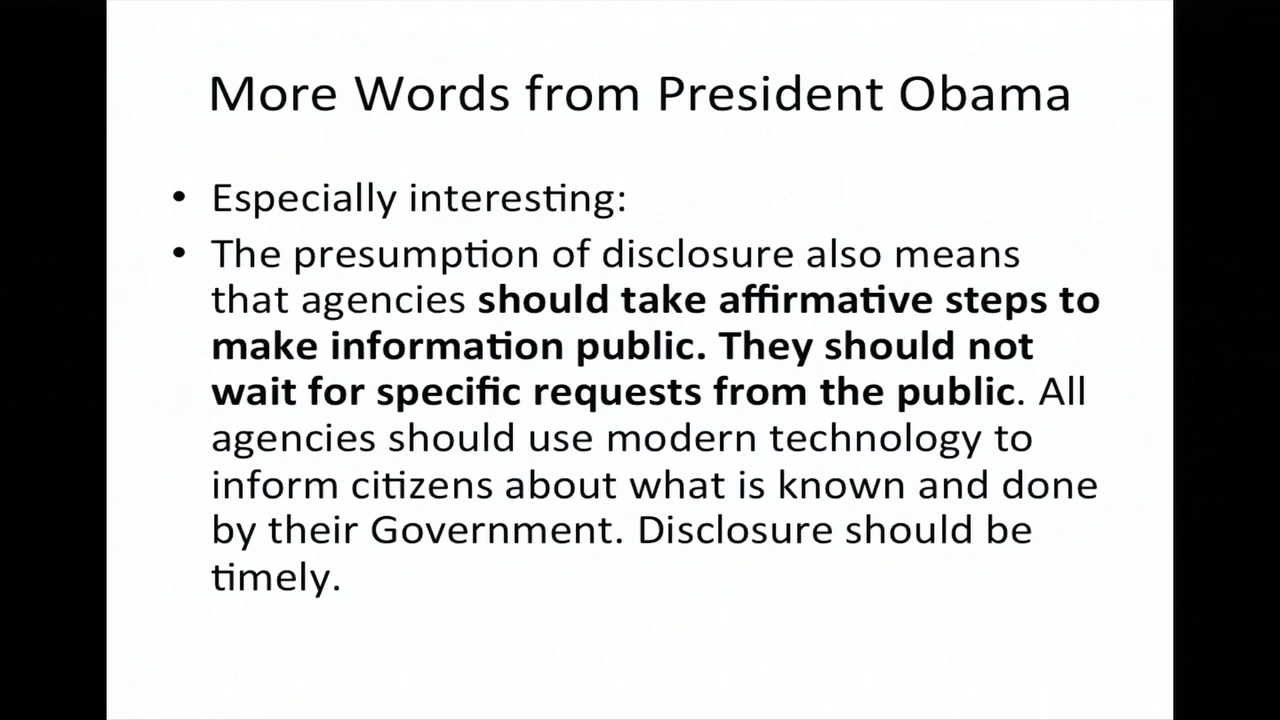 More Words from President Obama
• Especially interesting:
• The presumption of disclosure also means
that agencies should take affirmative steps to
make information public. They should not
wait for specific requests from the public. All
agencies should use modern technology to
inform citizens about what is known and done
by their Government. Disclosure should be
timely.